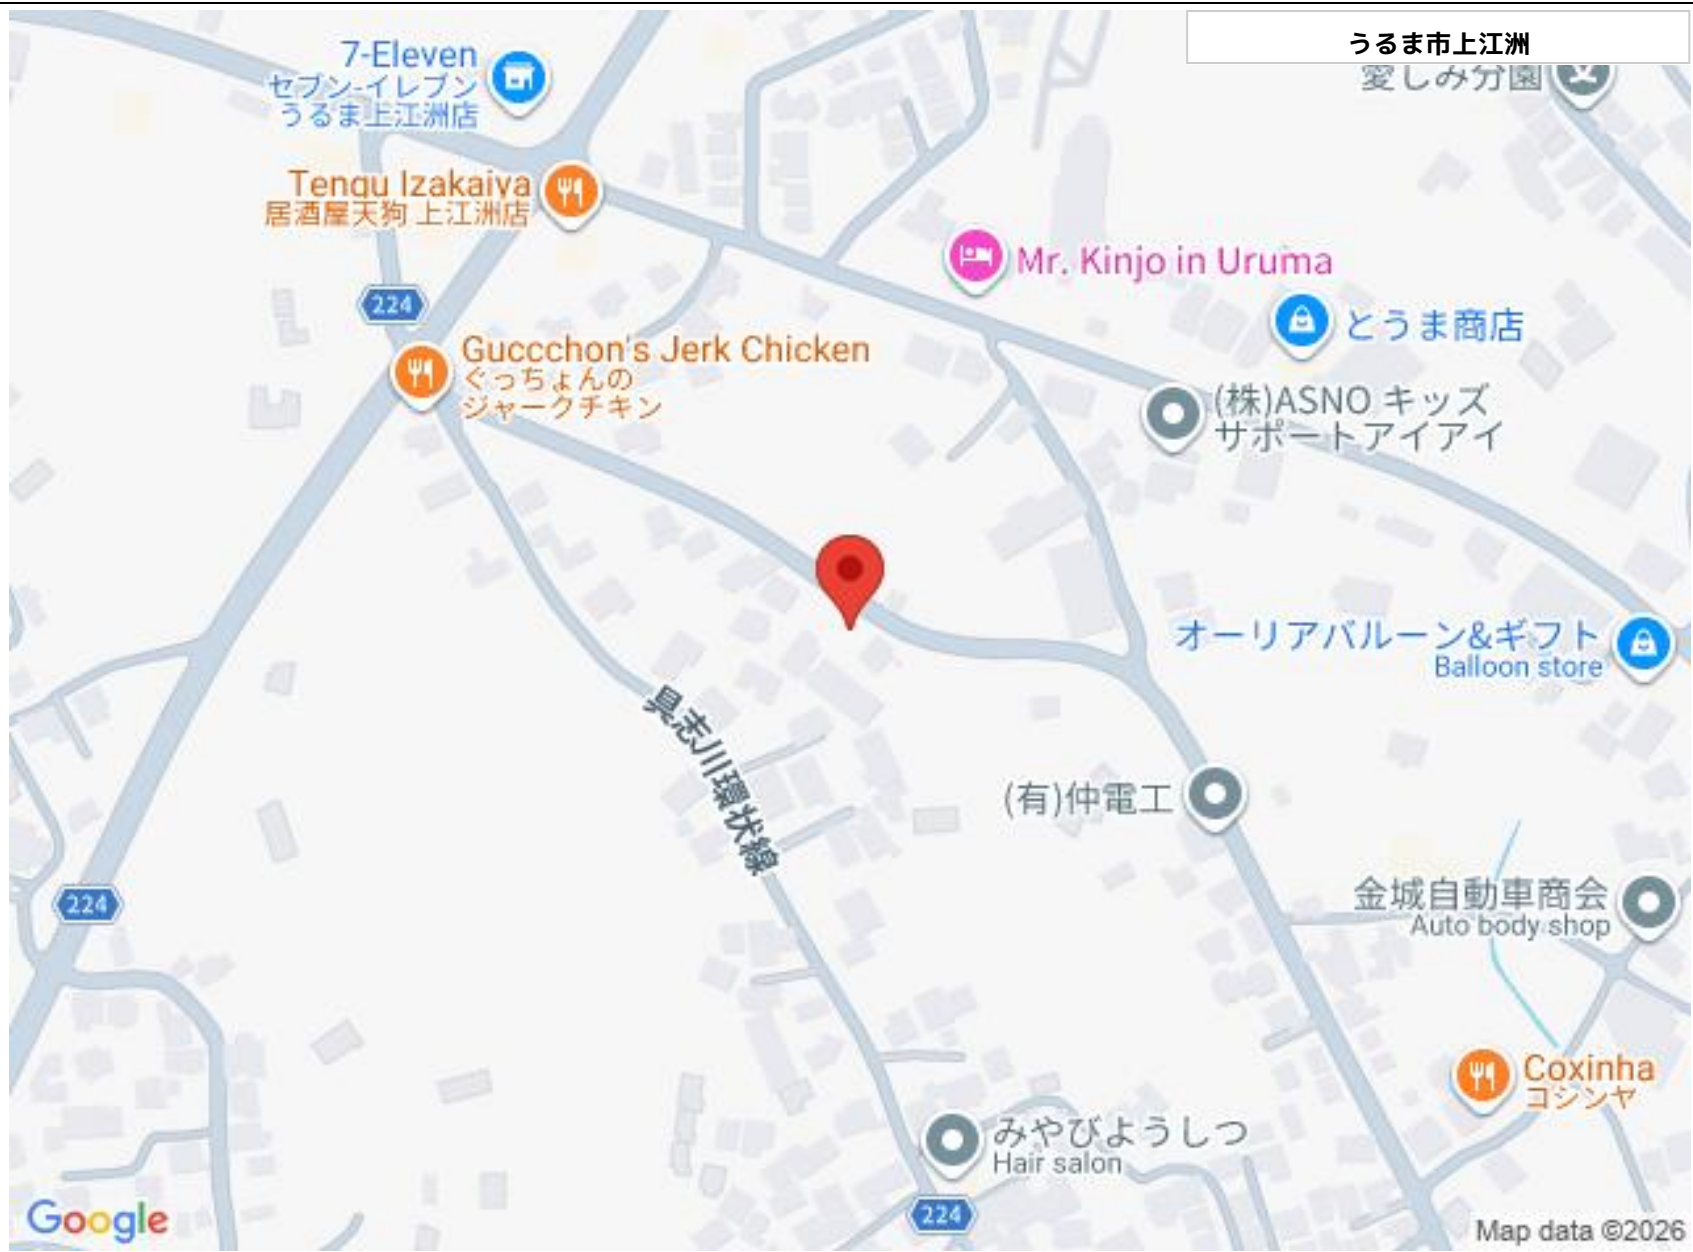 うるま市上江洲
7-Eleven
セブン-イレブン
うるま上江洲店
愛しみ分園
Tengu Izakaiya
居酒屋天狗 上江洲店
Mr. Kinjo in Uruma
224
とうま商店
Guccchon's Jerk Chicken
ぐっちょんの
ジャークチキン
(株)ASNO キッズ
サポートアイアイ
オーリアバルーン&ギフト
Balloon store
具志川環状線
(有)仲電工
224
金城自動車商会
Auto body shop
Coxinha
コシンヤ
みやびようしつ
Hair salon
224
Google
Map data ©2026